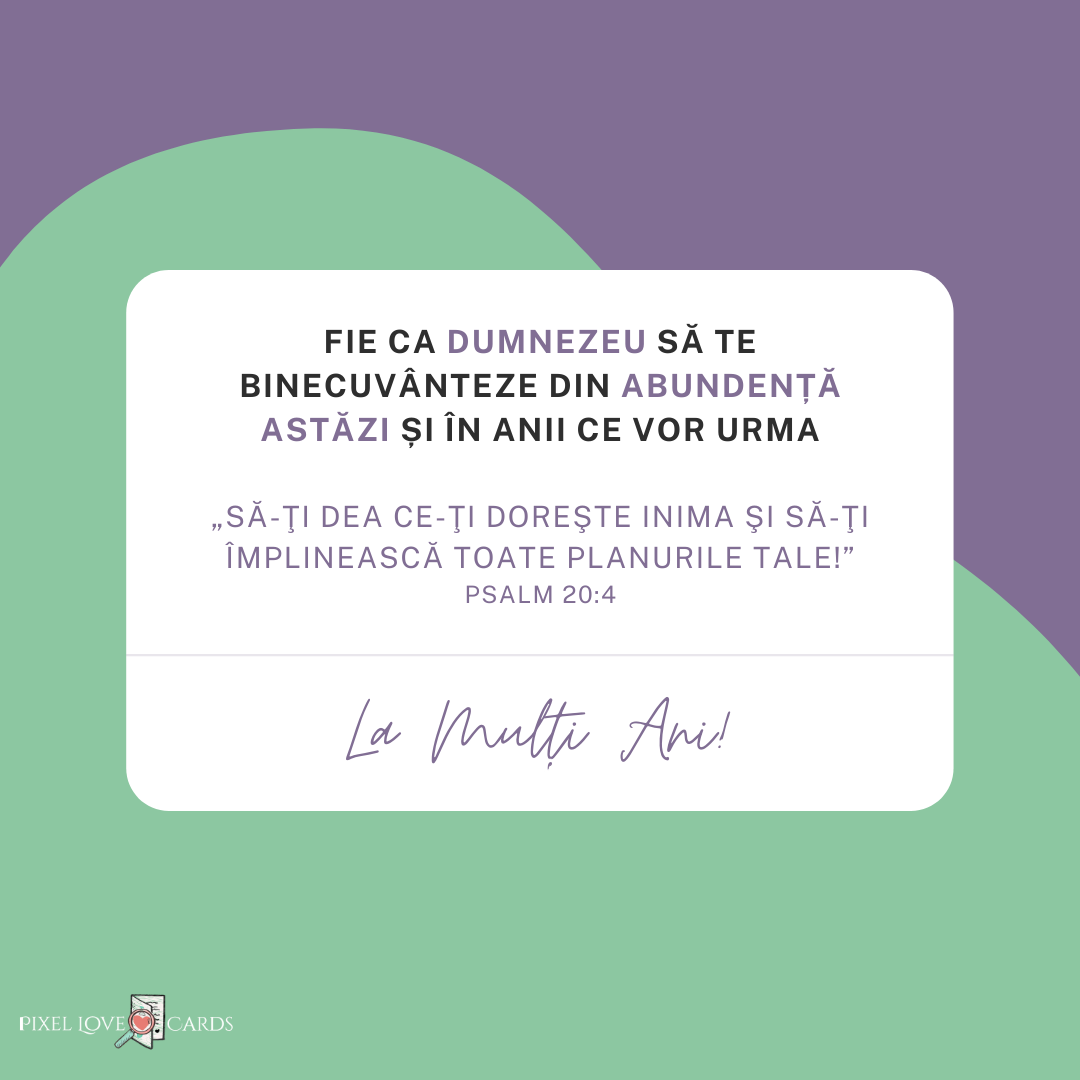 FIE CA DUMNEZEU SĂ TE
BINECUVÂNTEZE DIN ABUNDENȚĂ
ASTĂZI ȘI ÎN ANII CE VOR URMA
„SĂ-ŢI DEA CE-ŢI DOREŞTE INIMA ŞI SĂ-ŢI
ÎMPLINEASCĂ TOATE PLANURILE TALE!”
PSALM 20:4
La Mulți Ani!
PIXEL LOVE CARDS